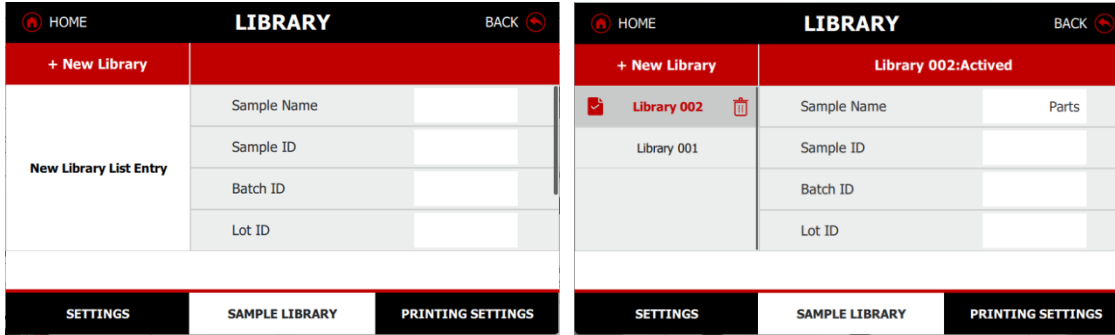 HOME LIBRARY BACK
+ New Library
New Library List Entry
Sample Name
Sample ID
Batch ID
Lot ID
SETTINGS SAMPLE LIBRARY PRINTING SETTINGS
HOME LIBRARY BACK
+ New Library Library 002:Actived
Library 002
Library 001
Sample Name Parts
Sample ID
Batch ID
Lot ID
SETTINGS SAMPLE LIBRARY PRINTING SETTINGS